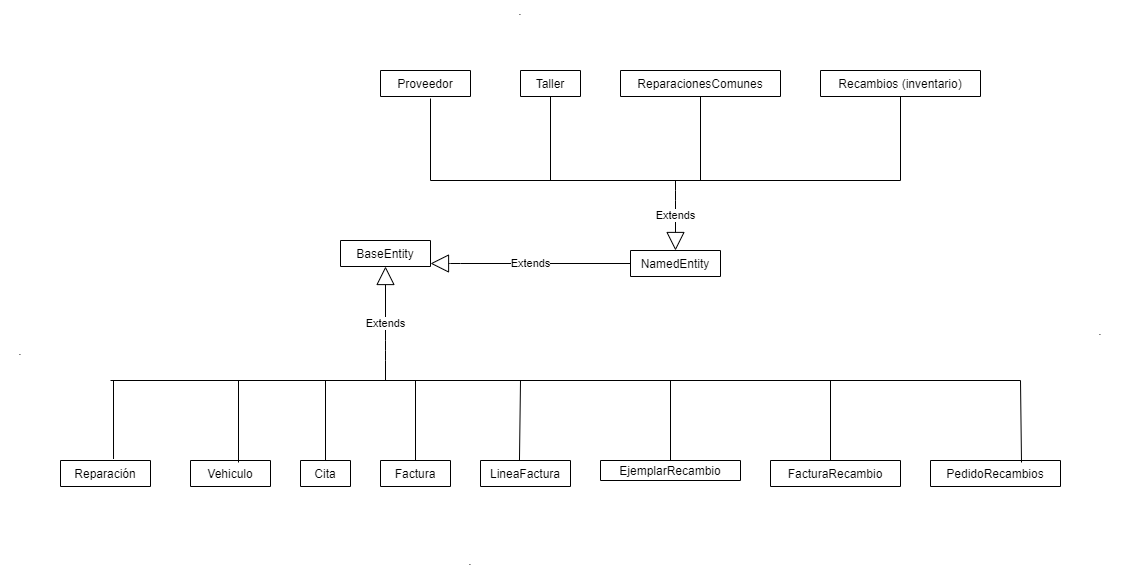 Proveedor
Taller
ReparacionesComunes
Recambios (inventario)
Extends
BaseEntity
Extends
NamedEntity
Extends
Reparación
Vehiculo
Cita
Factura
LineaFactura
EjemplarRecambio
FacturaRecambio
PedidoRecambios